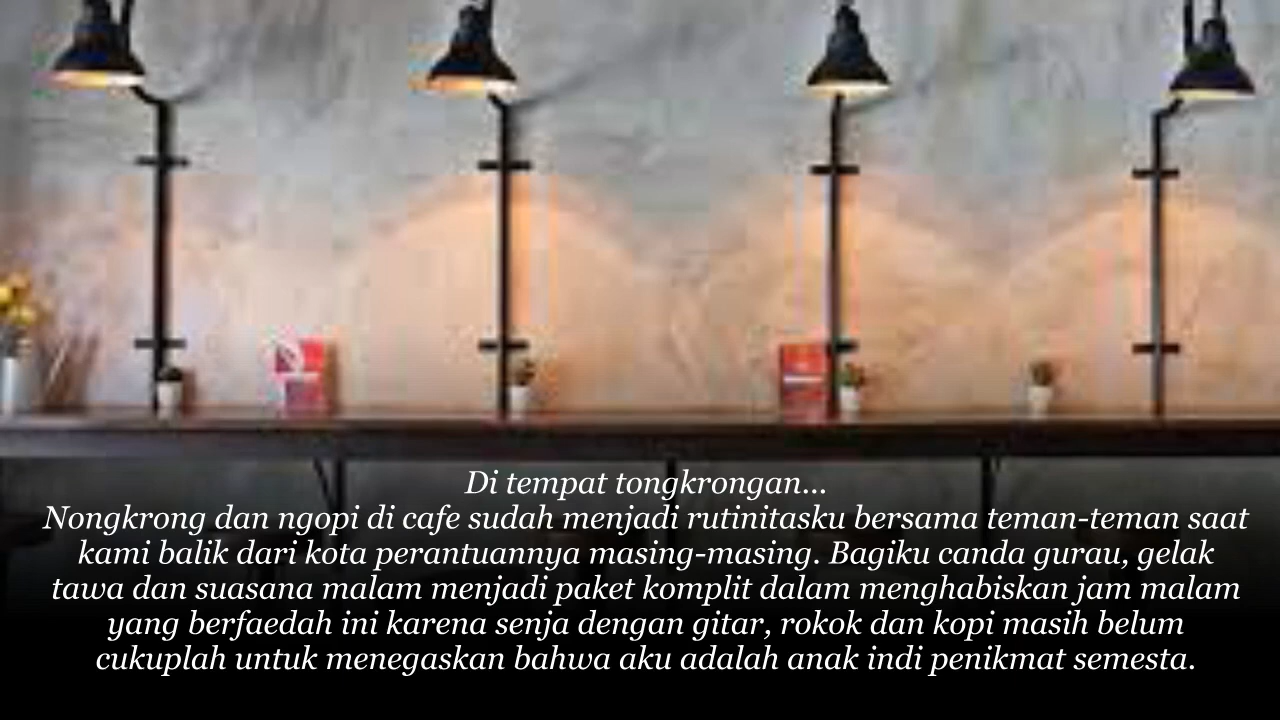 Di tempat tongkrongan...
Nongkrong dan ngopi di cafe sudah menjadi rutinitasku bersama teman-teman saat
kami balik dari kota perantuannya masing-masing. Bagiku canda gurau, gelak
tawa dan suasana malam menjadi paket komplit dalam menghabiskan jam malam
yang berfaedah ini karena senja dengan gitar, rokok dan kopi masih belum
cukuplah untuk menegaskan bahwa aku adalah anak indi penikmat semesta.